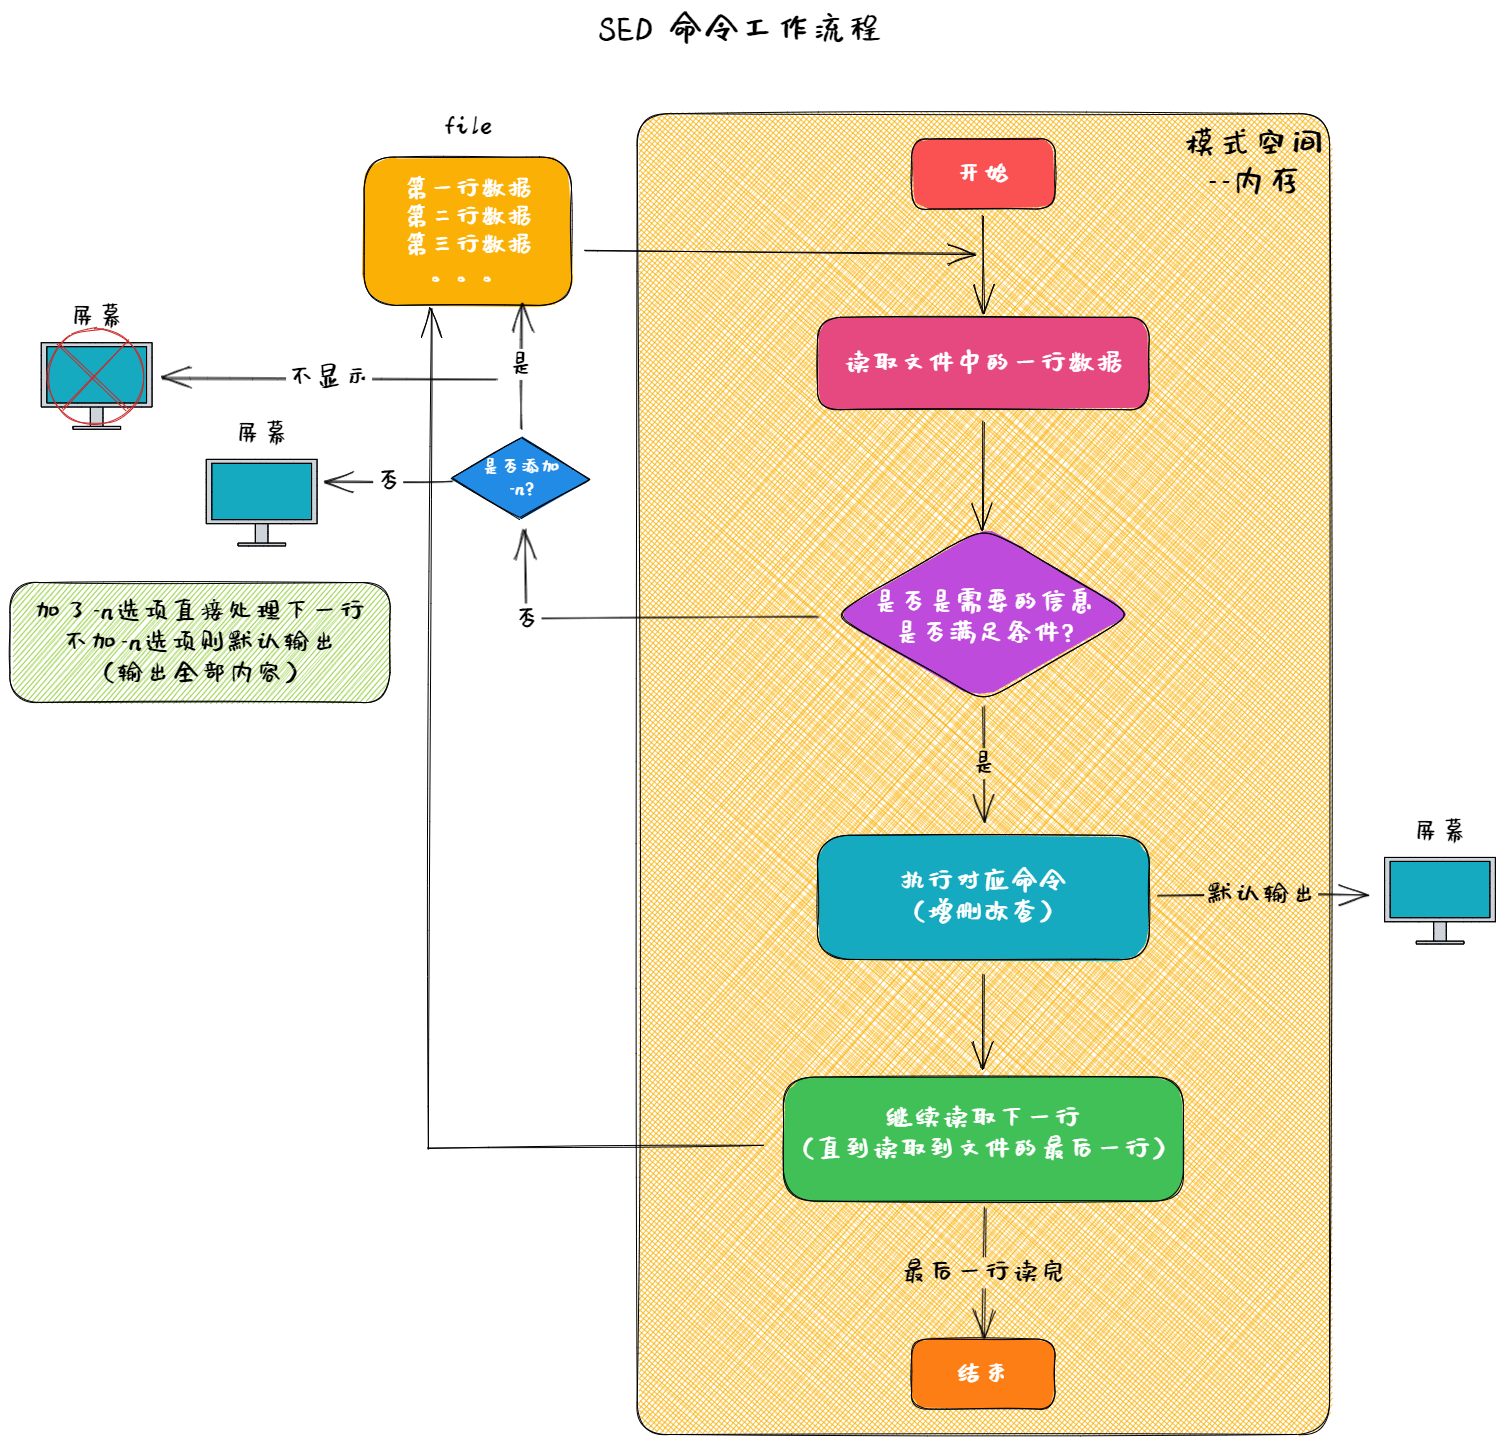 SED 命令工作流程
file
第一行数据
第二行数据
第三行数据
。。。
模式空间
--内存
开始
读取文件中的一行数据
屏幕
不显示
是
屏幕
否
是否添加
-n?
加了-n选项直接处理下一行
不加-n选项则默认输出
（输出全部内容）
否
是否是需要的信息
是否满足条件?
是
执行对应命令
（增删改查）
默认输出
屏幕
继续读取下一行
（直到读取到文件的最后一行）
最后一行读完
结束